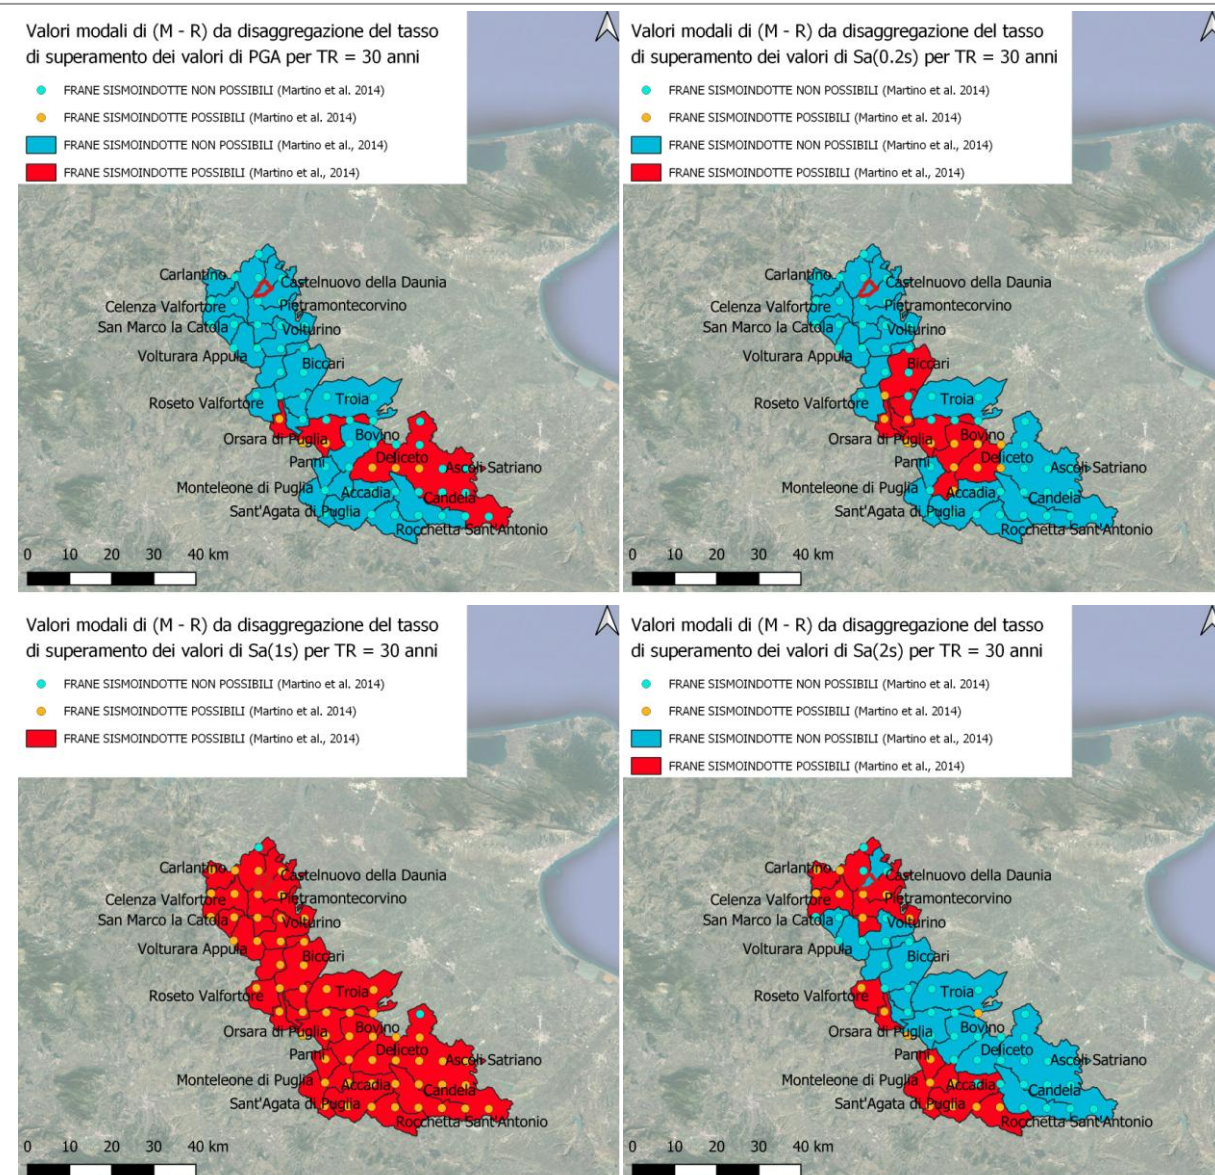 Valori modali di (M - R) da disaggregazione del tasso
di superamento dei valori di PGA per TR = 30 anni
FRANE SISMOINDOTTE NON POSSIBILI (Martino et al. 2014)
FRANE SISMOINDOTTE POSSIBILI (Martino et al. 2014)
FRANE SISMOINDOTTE NON POSSIBILI (Martino et al., 2014)
FRANE SISMOINDOTTE POSSIBILI (Martino et al., 2014)
Carlantino
Castelnuovo della Daunia
Celenza Valfortore
Pietramontecorvino
San Marco la Catola
Volturino
Volturara Appula
Biccari
Roseto Valfortore
Troia
Orsara di Puglia
Bovino
Panni
Deliceto
Ascoli Satriano
Monteleone di Puglia
Accadia
Candela
Sant'Agata di Puglia
Rocchetta Sant'Antonio
0 10 20 30 40 km
Valori modali di (M - R) da disaggregazione del tasso
di superamento dei valori di Sa(0.2s) per TR = 30 anni
FRANE SISMOINDOTTE NON POSSIBILI (Martino et al. 2014)
FRANE SISMOINDOTTE POSSIBILI (Martino et al. 2014)
FRANE SISMOINDOTTE NON POSSIBILI (Martino et al., 2014)
FRANE SISMOINDOTTE POSSIBILI (Martino et al., 2014)
Carlantino
Castelnuovo della Daunia
Celenza Valfortore
Pietramontecorvino
San Marco la Catola
Volturino
Volturara Appula
Biccari
Roseto Valfortore
Troia
Orsara di Puglia
Bovino
Panni
Deliceto
Ascoli Satriano
Monteleone di Puglia
Accadia
Candela
Sant'Agata di Puglia
Rocchetta Sant'Antonio
0 10 20 30 40 km
Valori modali di (M - R) da disaggregazione del tasso
di superamento dei valori di Sa(1s) per TR = 30 anni
FRANE SISMOINDOTTE NON POSSIBILI (Martino et al. 2014)
FRANE SISMOINDOTTE POSSIBILI (Martino et al. 2014)
FRANE SISMOINDOTTE POSSIBILI (Martino et al., 2014)
Carlantino
Castelnuovo della Daunia
Celenza Valfortore
Pietramontecorvino
San Marco la Catola
Volturino
Volturara Appula
Biccari
Roseto Valfortore
Troia
Orsara di Puglia
Bovino
Panni
Deliceto
Ascoli Satriano
Monteleone di Puglia
Accadia
Candela
Sant'Agata di Puglia
Rocchetta Sant'Antonio
0 10 20 30 40 km
Valori modali di (M - R) da disaggregazione del tasso
di superamento dei valori di Sa(2s) per TR = 30 anni
FRANE SISMOINDOTTE NON POSSIBILI (Martino et al. 2014)
FRANE SISMOINDOTTE POSSIBILI (Martino et al. 2014)
FRANE SISMOINDOTTE NON POSSIBILI (Martino et al., 2014)
FRANE SISMOINDOTTE POSSIBILI (Martino et al., 2014)
Carlantino
Castelnuovo della Daunia
Celenza Valfortore
Pietramontecorvino
San Marco la Catola
Volturino
Volturara Appula
Biccari
Roseto Valfortore
Troia
Orsara di Puglia
Bovino
Panni
Deliceto
Ascoli Satriano
Monteleone di Puglia
Accadia
Candela
Sant'Agata di Puglia
Rocchetta Sant'Antonio
0 10 20 30 40 km